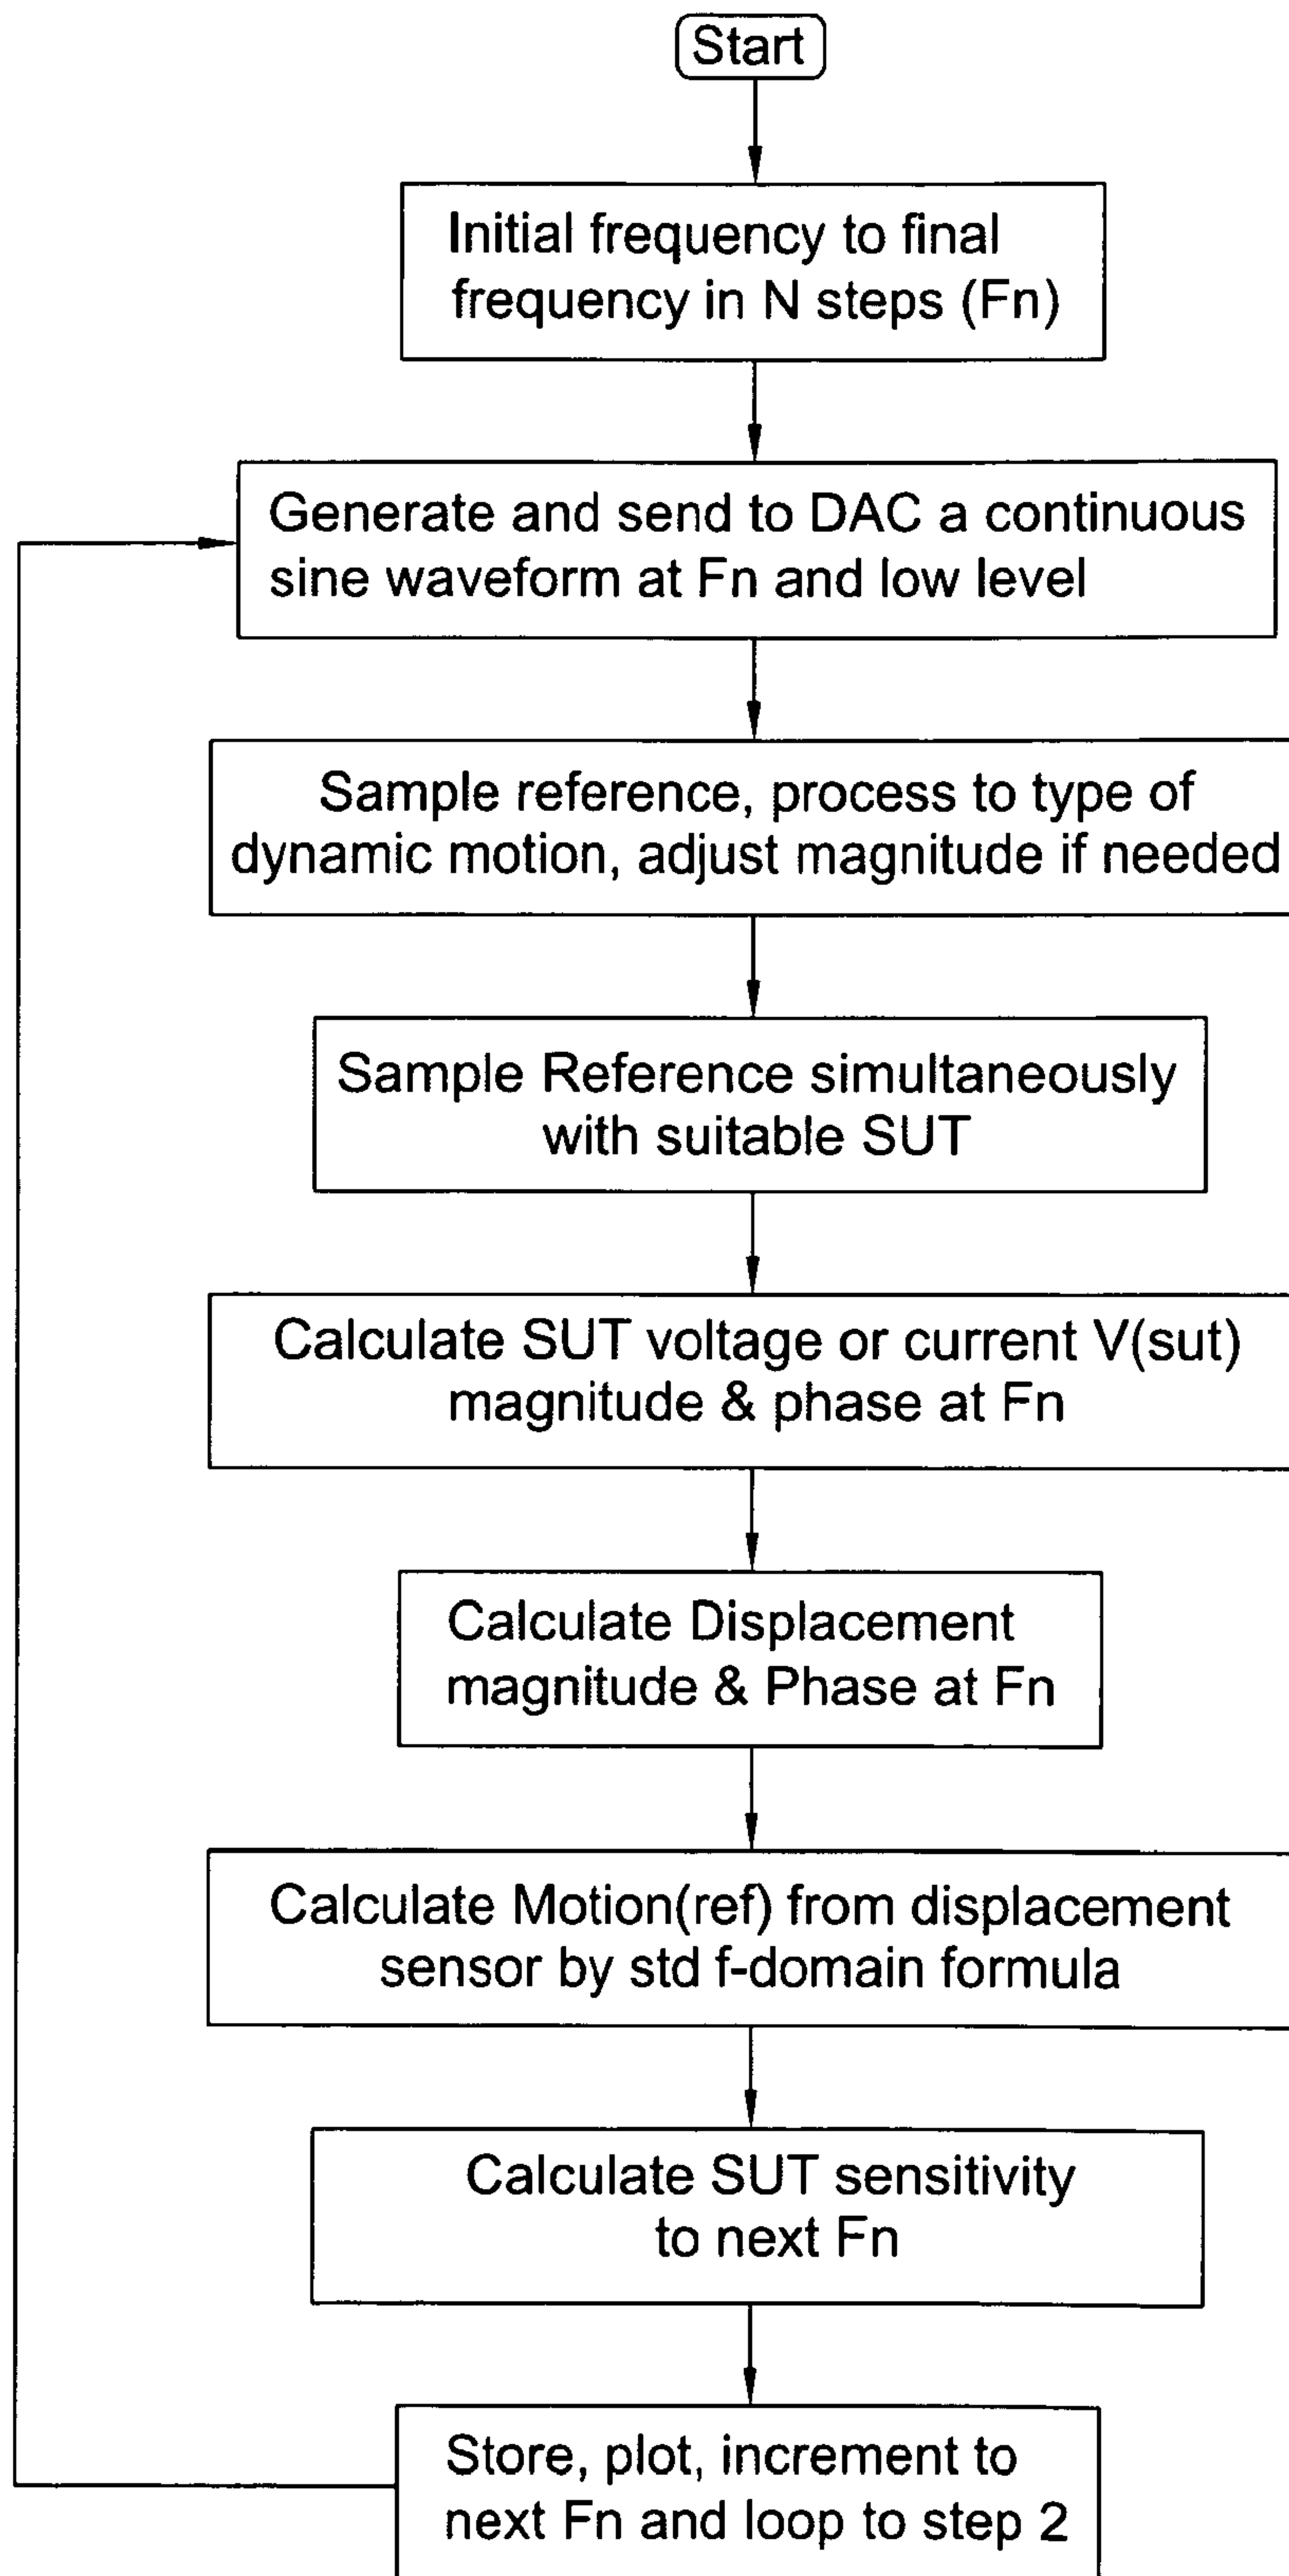 Start
Initial frequency to final
frequency in N steps (Fn)
Generate and send to DAC a continuous
sine waveform at Fn and low level
Sample reference, process to type of
dynamic motion, adjust magnitude if needed
Sample Reference simultaneously
with suitable SUT
Calculate SUT voltage or current V(sut)
magnitude & phase at Fn
Calculate Displacement
magnitude & Phase at Fn
Calculate Motion(ref) from displacement
sensor by std f-domain formula
Calculate SUT sensitivity
to next Fn
Store, plot, increment to
next Fn and loop to step 2